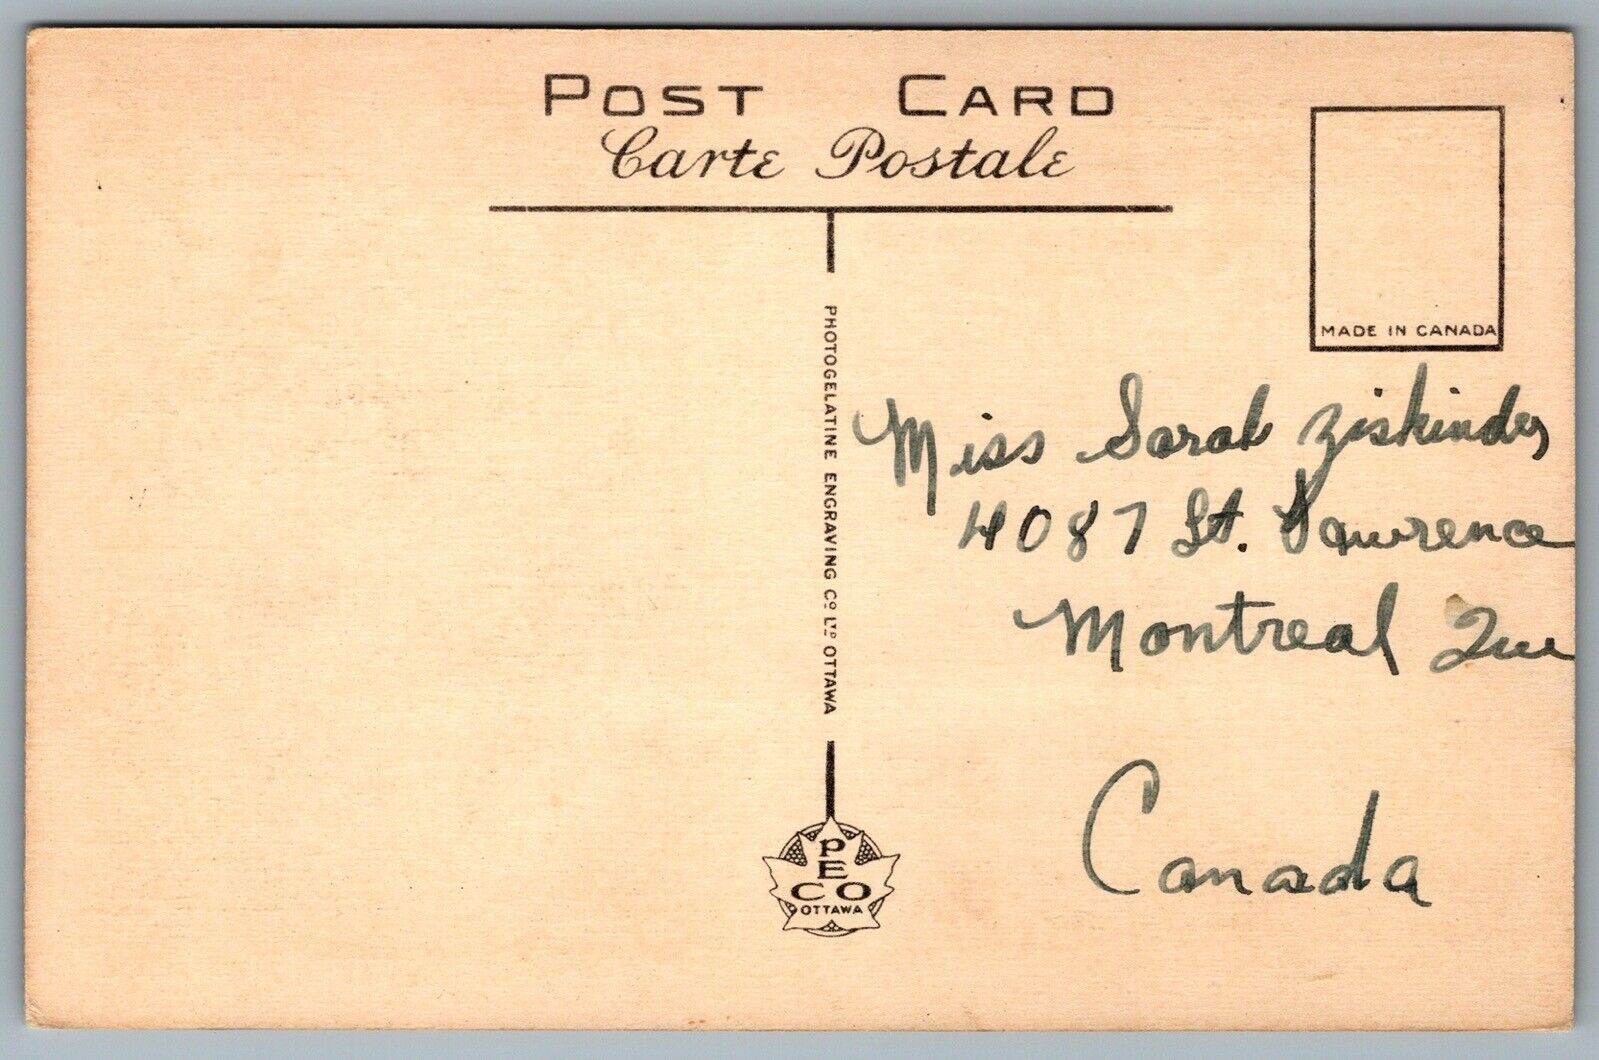 POST CARD
Carte Postale
MADE IN CANADA
PHOTOGELATINE ENGRAVING Cº LTD OTTAWA
Miss Sarah Ziskinder
4087 St. Lawrence
Montreal Que
Canada
PECO
OTTAWA